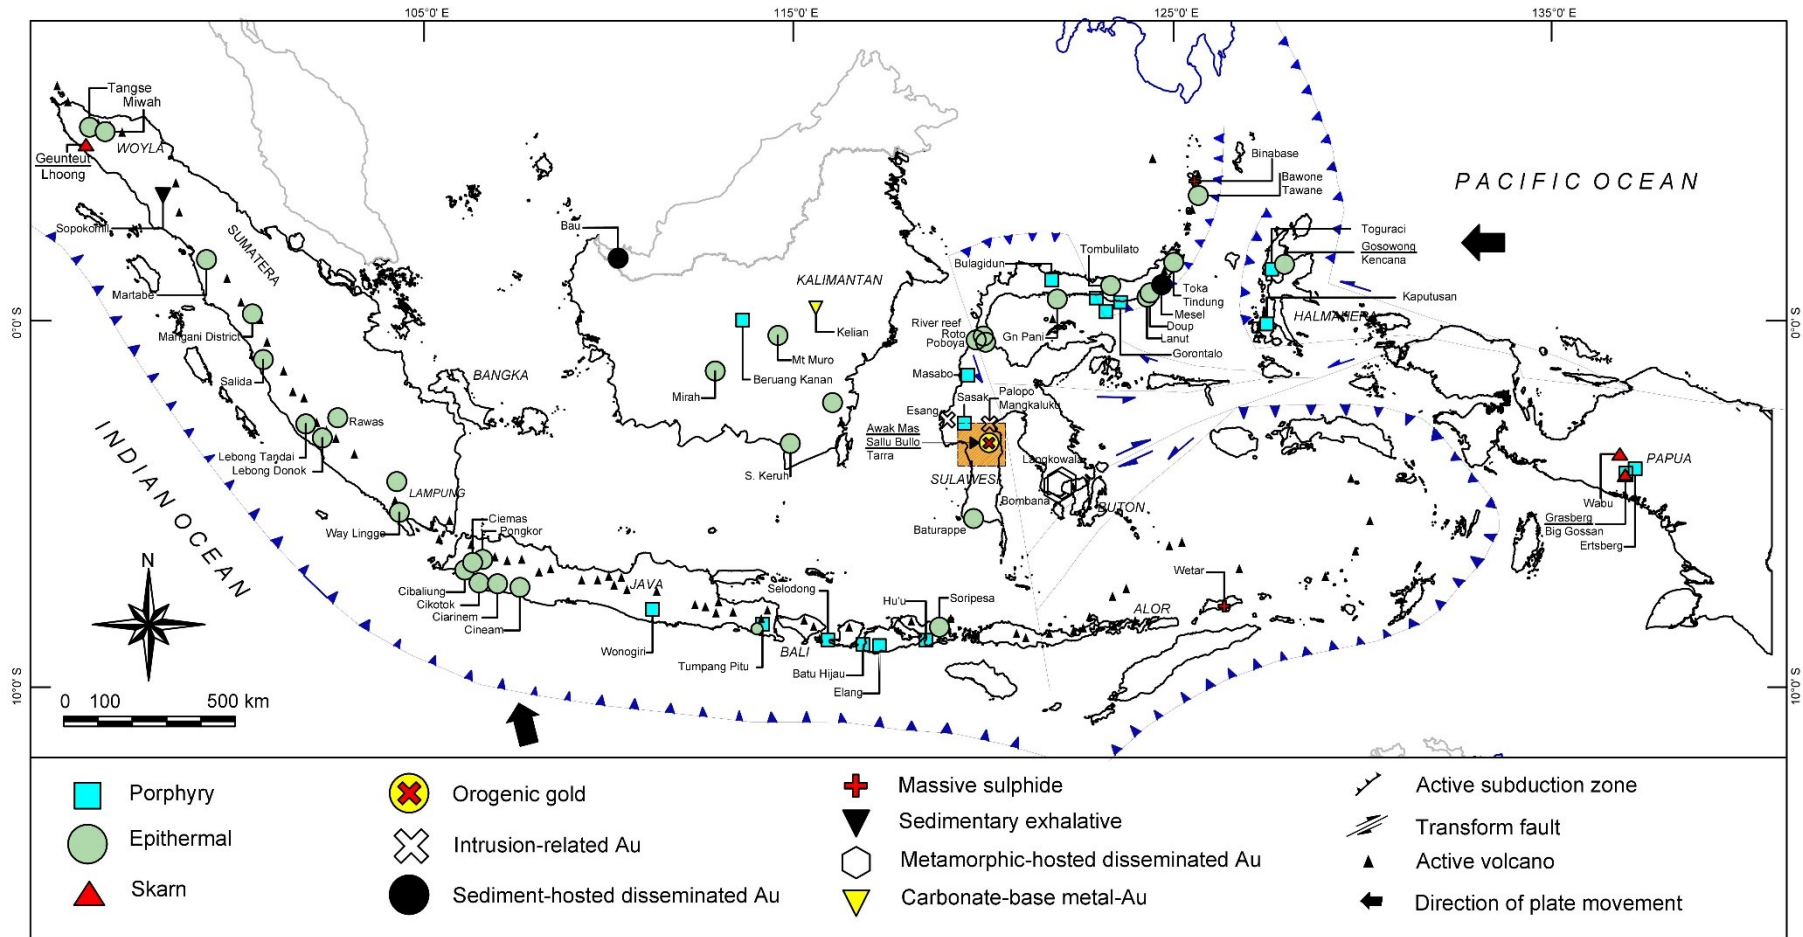 105°0' E
115°0' E
125°0' E
135°0' E
Tangse
Miwah
WOYLA
Geunteut
Lhoong
Sopokomil
SUMATERA
Martabe
Mangani District
Salida
BANGKA
Rawas
Lebong Tandai
Lebong Donok
LAMPUNG
Way Linggo
INDIAN OCEAN
Bau
KALIMANTAN
Kelian
Mt Muro
Beruang Kanan
Mirah
S. Keruh
Binabase
Bawone
Tawane
PACIFIC OCEAN
Toguraci
Gosowong
Kencana
Kaputusan
HALMAHERA
Tombulilato
Bulagidun
Toka
Tindung
Mesel
Doup
Lanut
Gorontalo
River reef
Roto
Poboya
Gn Pani
Masabo
Sasak
Palopo
Mangkaluku
Esang
Awak Mas
Sallu Bullo
Tarra
Langkowala
SULAWESI
Bombana
BUTON
Baturappe
PAPUA
Wabu
Grasberg
Big Gossan
Ertsberg
Ciemas
Pongkor
Cibaliung
Cikotok
Ciarinem
Cineam
JAVA
Wonogiri
Tumpang Pitu
Selodong
BALI
Batu Hijau
Elang
Hu'u
Soripesa
ALOR
Wetar
0°0' S
0°0' S
10°0' S
10°0' S
N
0 100 500 km
Porphyry
Epithermal
Skarn
Orogenic gold
Intrusion-related Au
Sediment-hosted disseminated Au
Massive sulphide
Sedimentary exhalative
Metamorphic-hosted disseminated Au
Carbonate-base metal-Au
Active subduction zone
Transform fault
Active volcano
Direction of plate movement